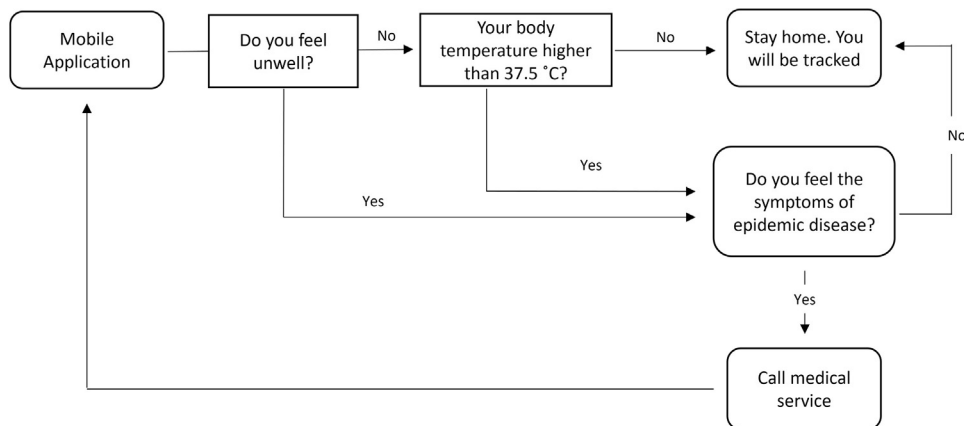 Mobile
Application
Do you feel
unwell?
No
Your body
temperature higher
than 37.5 ˚C?
No
Stay home. You
will be tracked
No
Yes
Yes
Do you feel the
symptoms of
epidemic disease?
Yes
Call medical
service